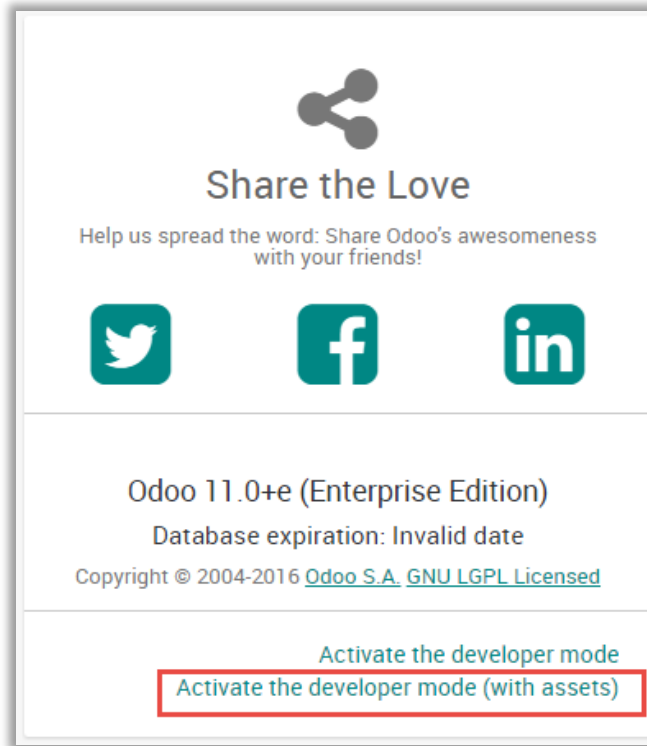 Share the Love
Help us spread the word: Share Odoo's awesomeness
with your friends!
in
Odoo 11.0+e (Enterprise Edition)
Database expiration: Invalid date
Copyright © 2004-2016 Odoo S.A. GNU LGPL Licensed
Activate the developer mode
Activate the developer mode (with assets)